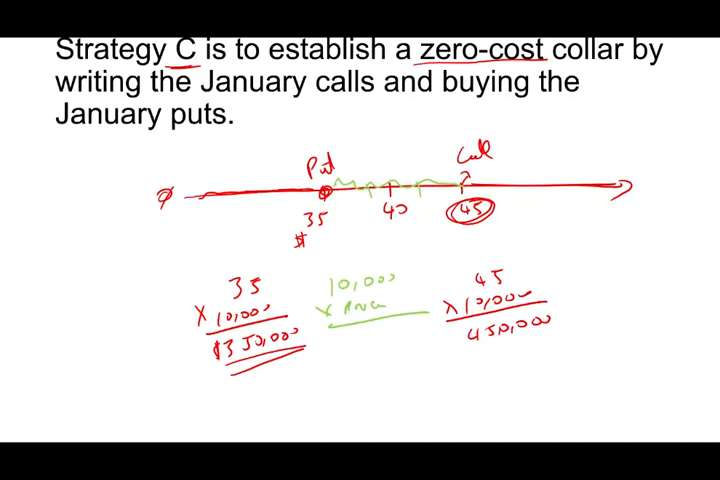 Strategy C is to establish a zero-cost collar by
writing the January calls and buying the
January puts.
Put
Call
0
35
40
45
$
35
x 10,000
$350,000
10,000
x
45
x 10,000
450,000